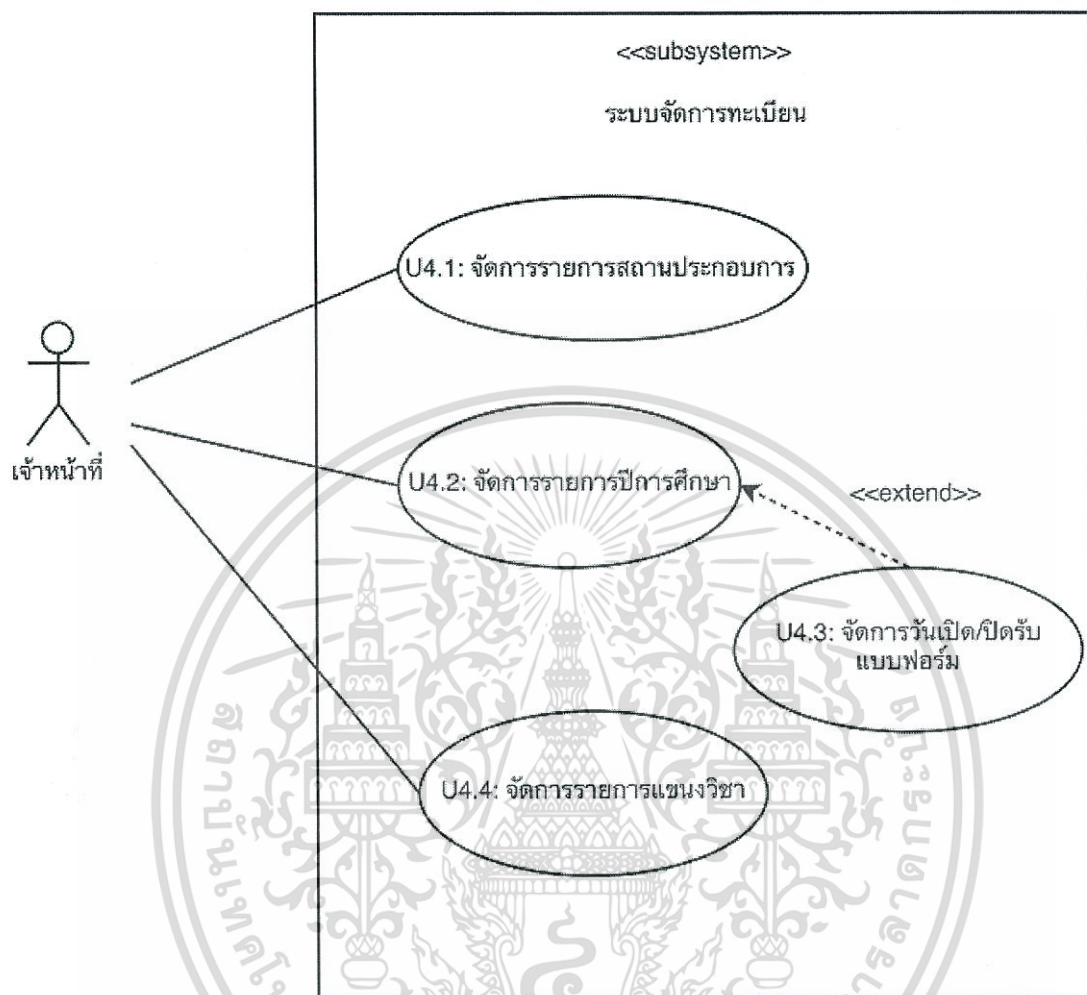 <<subsystem>>
ระบบจัดการทะเบียน
U4.1: จัดการรายการสถานประกอบการ
เจ้าหน้าที่
U4.2: จัดการรายการปีการศึกษา
<<extend>>
U4.3: จัดการวันเปิด/ปิดรับ
แบบฟอร์ม
U4.4: จัดการรายการแขนงวิชา